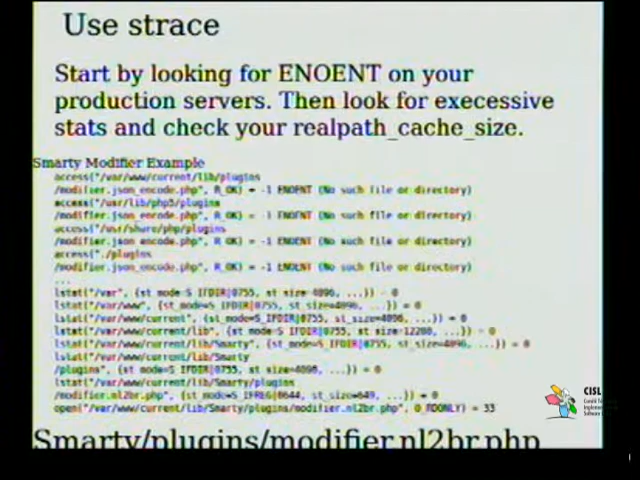 Use strace
Start by looking for ENOENT on your
production servers. Then look for execessive
stats and check your realpath_cache_size.
Smarty Modifier Example
access("/var/www/current/lib/plugins
/modifier.json_encode.php", R_OK) = -1 ENOENT (No such file or directory)
access("/usr/lib/php5/plugins
/modifier.json_encode.php", R_OK) = -1 ENOENT (No such file or directory)
access("/usr/share/php/plugins
/modifier.json_encode.php", R_OK) = -1 ENOENT (No such file or directory)
access("./plugins
/modifier.json_encode.php", R_OK) = -1 ENOENT (No such file or directory)
...
lstat("/var", {st_mode=S_IFDIR|0755, st_size=4096, ...}) = 0
lstat("/var/www", {st_mode=S_IFDIR|0755, st_size=4096, ...}) = 0
lstat("/var/www/current", {st_mode=S_IFDIR|0755, st_size=4096, ...}) = 0
lstat("/var/www/current/lib", {st_mode=S_IFDIR|0755, st_size=12288, ...}) = 0
lstat("/var/www/current/lib/Smarty", {st_mode=S_IFDIR|0755, st_size=4096, ...}) = 0
lstat("/var/www/current/lib/Smarty
/plugins", {st_mode=S_IFDIR|0755, st_size=4096, ...}) = 0
lstat("/var/www/current/lib/Smarty/plugins
/modifier.nl2br.php", {st_mode=S_IFREG|0644, st_size=649, ...}) = 0
open("/var/www/current/lib/Smarty/plugins/modifier.nl2br.php", O_RDONLY) = 33
Smarty/plugins/modifier.nl2br.php
CISL